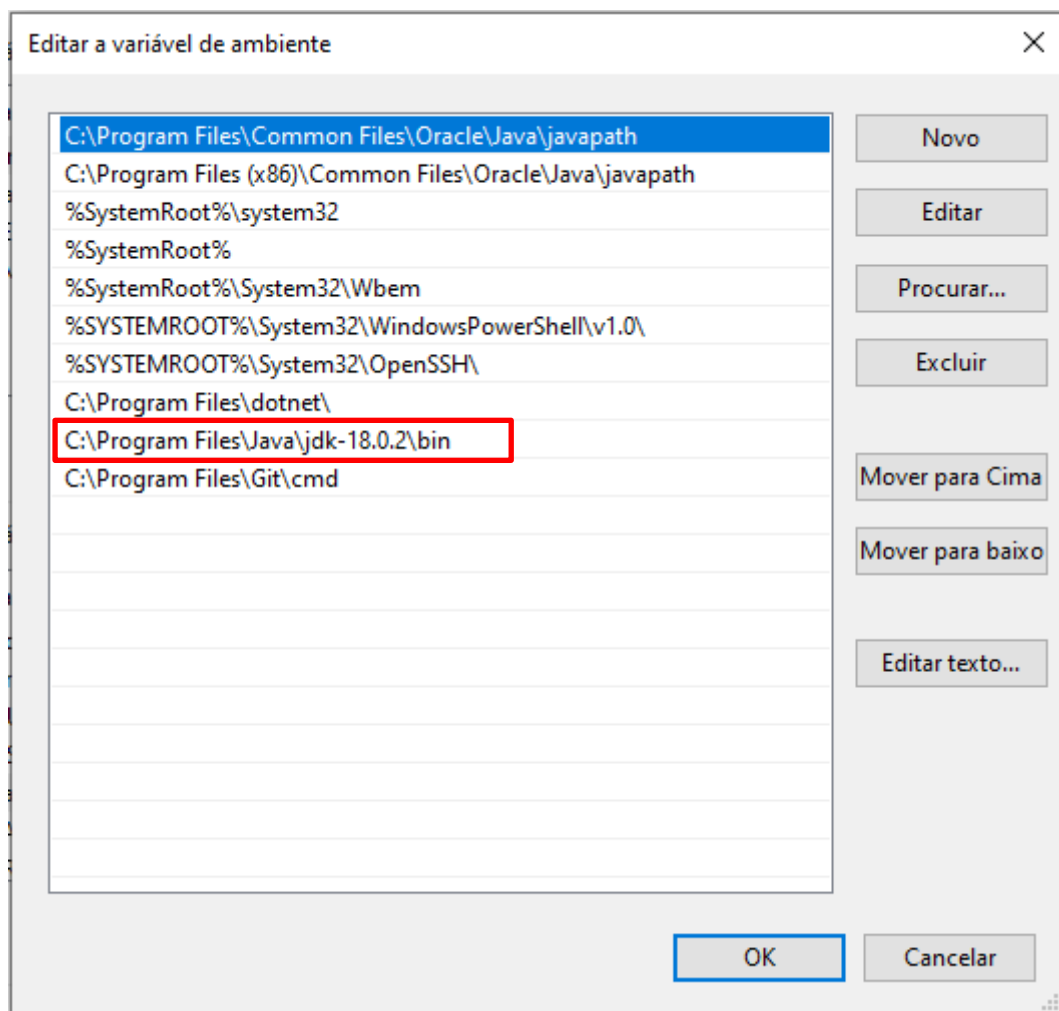 Editar a variável de ambiente
C:\Program Files\Common Files\Oracle\Java\javapath
Novo
C:\Program Files (x86)\Common Files\Oracle\Java\javapath
%SystemRoot%\system32
Editar
%SystemRoot%
%SystemRoot%\System32\Wbem
Procurar...
%SYSTEMROOT%\System32\WindowsPowerShell\v1.0\
%SYSTEMROOT%\System32\OpenSSH\
Excluir
C:\Program Files\dotnet\
C:\Program Files\Java\jdk-18.0.2\bin
C:\Program Files\Git\cmd
Mover para Cima
Mover para baixo
Editar texto...
OK
Cancelar